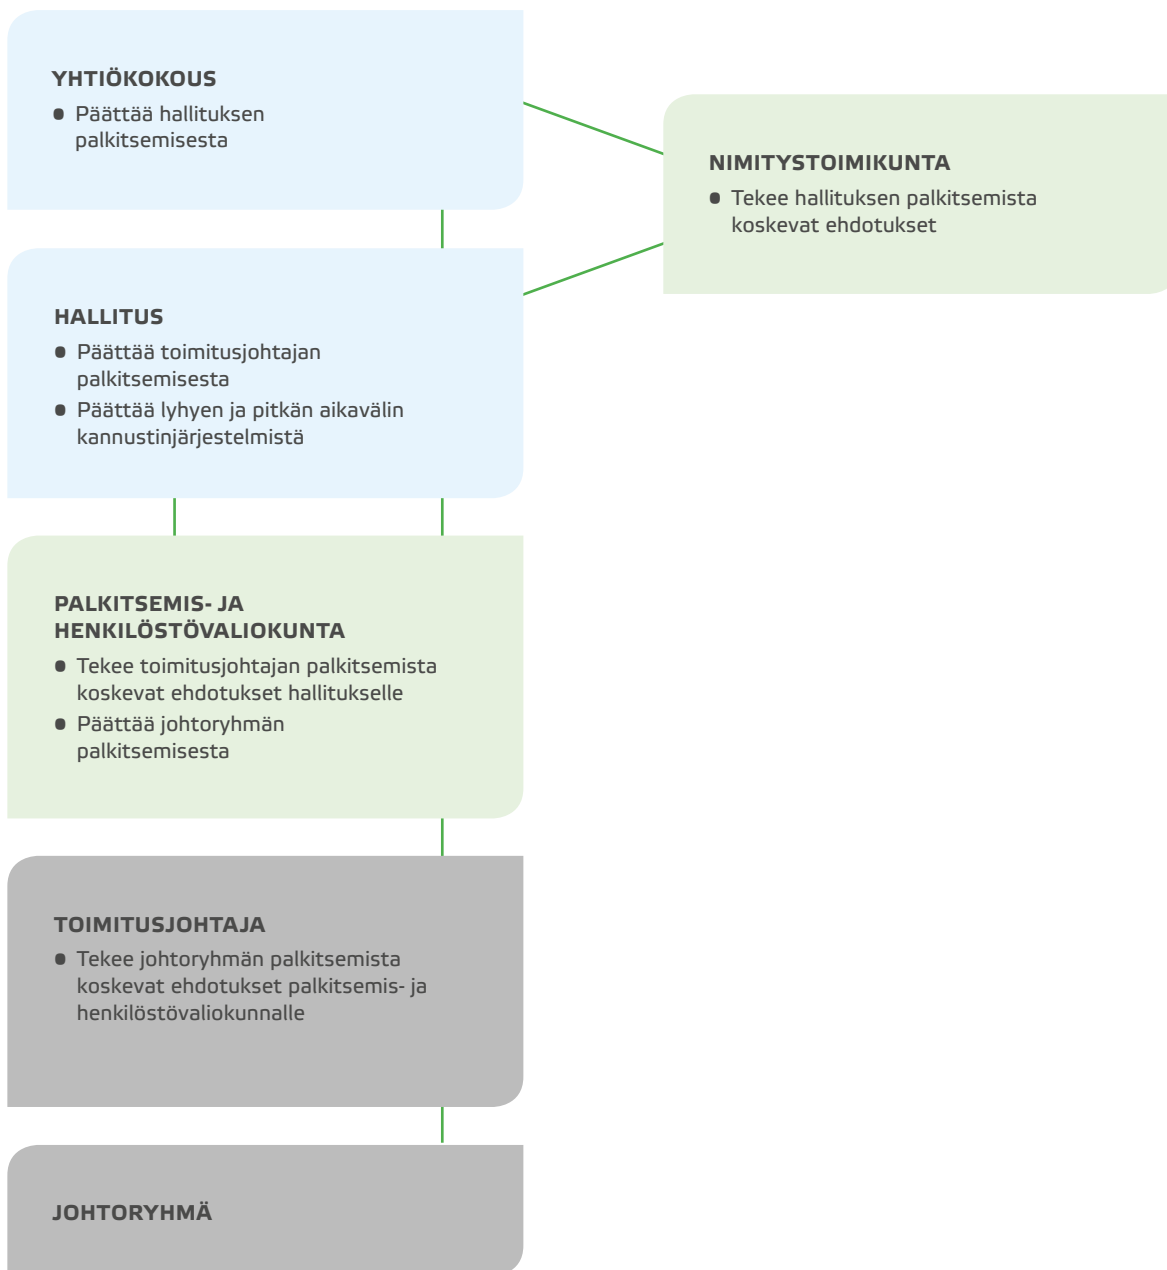 YHTIÖKOKOUS
● Päättää hallituksen
palkitsemisesta
NIMITYSTOIMIKUNTA
● Tekee hallituksen palkitsemista
koskevat ehdotukset
HALLITUS
● Päättää toimitusjohtajan
palkitsemisesta
● Päättää lyhyen ja pitkän aikavälin
kannustinjärjestelmistä
PALKITSEMIS- JA
HENKILÖSTÖVALIOKUNTA
● Tekee toimitusjohtajan palkitsemista
koskevat ehdotukset hallitukselle
● Päättää johtoryhmän
palkitsemisesta
TOIMITUSJOHTAJA
● Tekee johtoryhmän palkitsemista
koskevat ehdotukset palkitsemis- ja
henkilöstövaliokunnalle
JOHTORYHMÄ